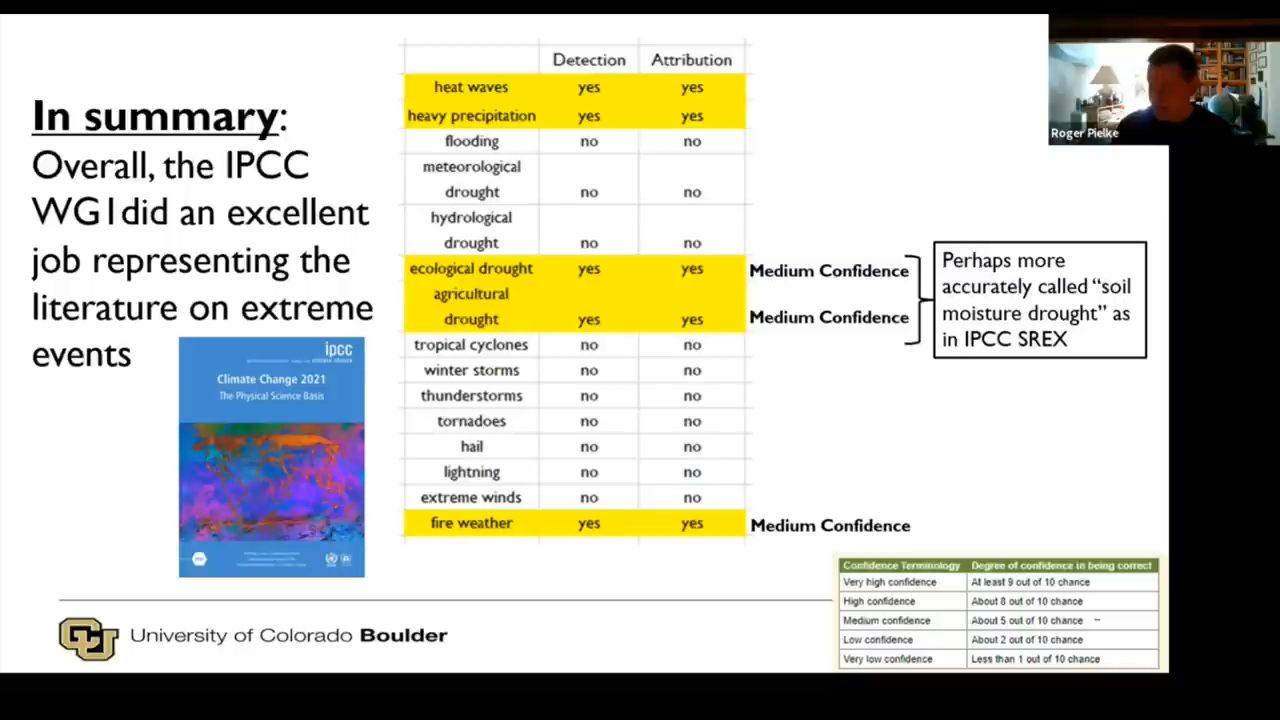 In summary:
Overall, the IPCC
WG1did an excellent
job representing the
literature on extreme
events
ipcc
Climate Change 2021
The Physical Science Basis
Detection Attribution
heat waves yes yes
heavy precipitation yes yes
flooding no no
meteorological
drought no no
hydrological
drought no no
ecological drought yes yes Medium Confidence
agricultural
drought yes yes Medium Confidence
tropical cyclones no no
winter storms no no
thunderstorms no no
tornadoes no no
hail no no
lightning no no
extreme winds no no
fire weather yes yes Medium Confidence
Perhaps more
accurately called “soil
moisture drought” as
in IPCC SREX
Roger Pielke
Confidence Terminology Degree of confidence in being correct
Very high confidence At least 9 out of 10 chance
High confidence About 8 out of 10 chance
Medium confidence About 5 out of 10 chance
Low confidence About 2 out of 10 chance
Very low confidence Less than 1 out of 10 chance
CU University of Colorado Boulder